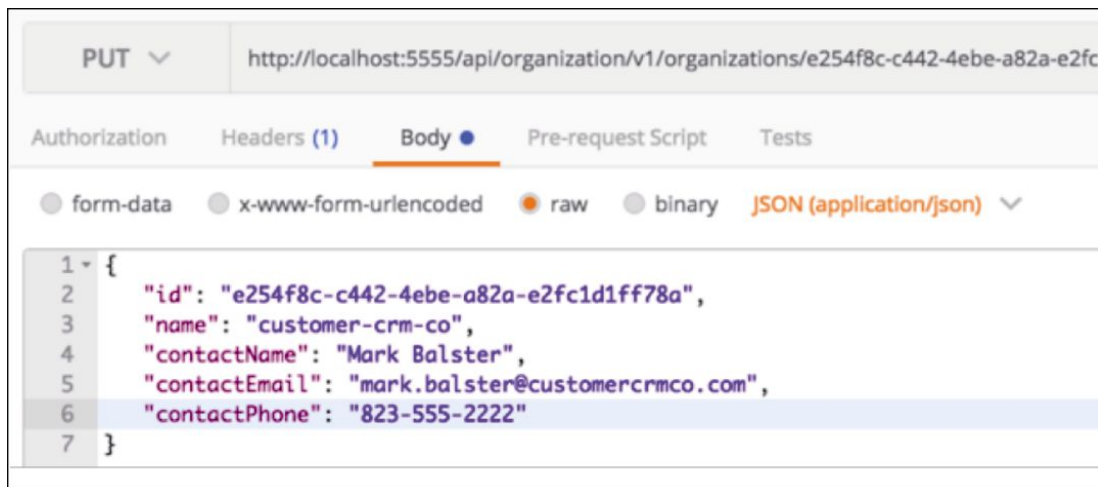 PUT http://localhost:5555/api/organization/v1/organizations/e254f8c-c442-4ebe-a82a-e2fc
Authorization Headers (1) Body Pre-request Script Tests
form-data x-www-form-urlencoded raw binary JSON (application/json)
1 {
2 "id": "e254f8c-c442-4ebe-a82a-e2fc1d1ff78a",
3 "name": "customer-crm-co",
4 "contactName": "Mark Balster",
5 "contactEmail": "mark.balster@customercrmco.com",
6 "contactPhone": "823-555-2222"
7 }